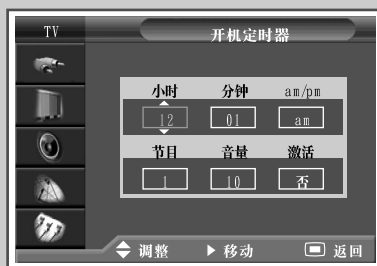 TV
开机定时器
小时 分钟 am/pm
12 01 am
节目 音量 激活
1 10 否
调整 移动 返回